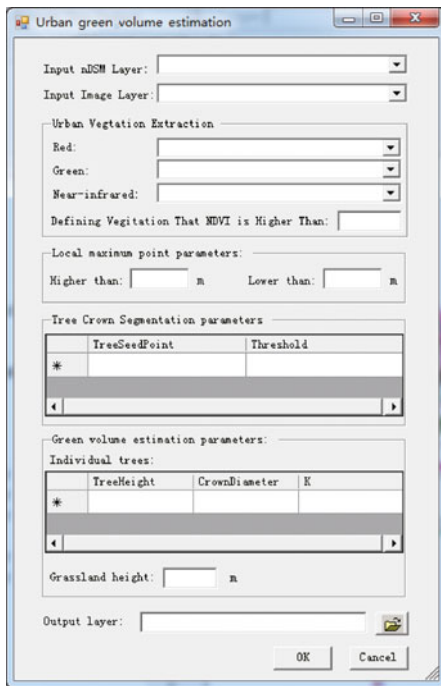 Urban green volume estimation
Input nDSM Layer:
Input Image Layer:
Urban Vegtation Extraction
Red:
Green:
Near-infrared:
Defining Vegitation That NDVI is Higher Than:
Local maximum point parameters:
Higher than: m Lower than: m
Tree Crown Segmentation parameters
TreeSeedPoint Threshold
*
Green volume estimation parameters:
Individual trees:
TreeHeight CrownDiameter K
*
Grassland height: m
Output layer:
OK Cancel